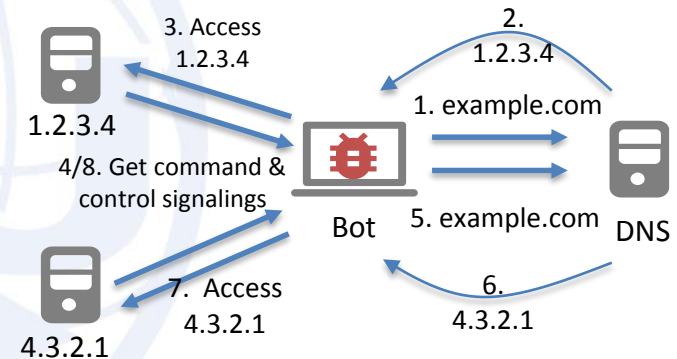 3. Access
1.2.3.4
2.
1.2.3.4
1. example.com
1.2.3.4
4/8. Get command &
control signalings
Bot
5. example.com
DNS
7. Access
4.3.2.1
6.
4.3.2.1
4.3.2.1